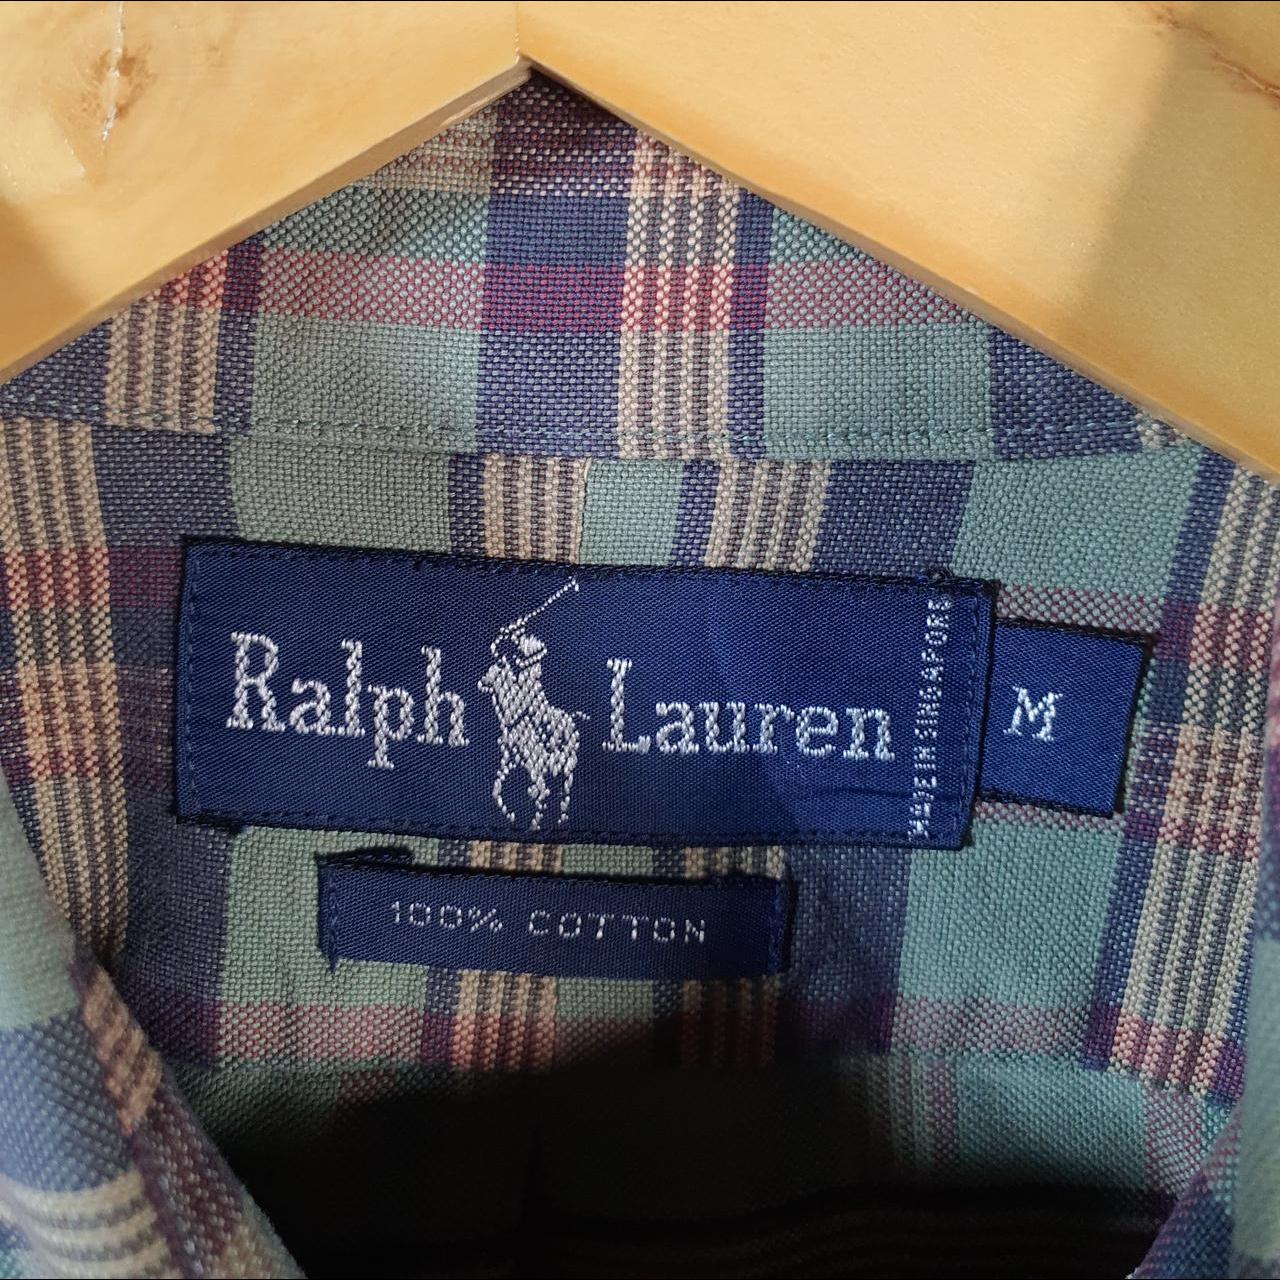 Ralph Lauren
MADE IN SINGAPORE
M
100% COTTON